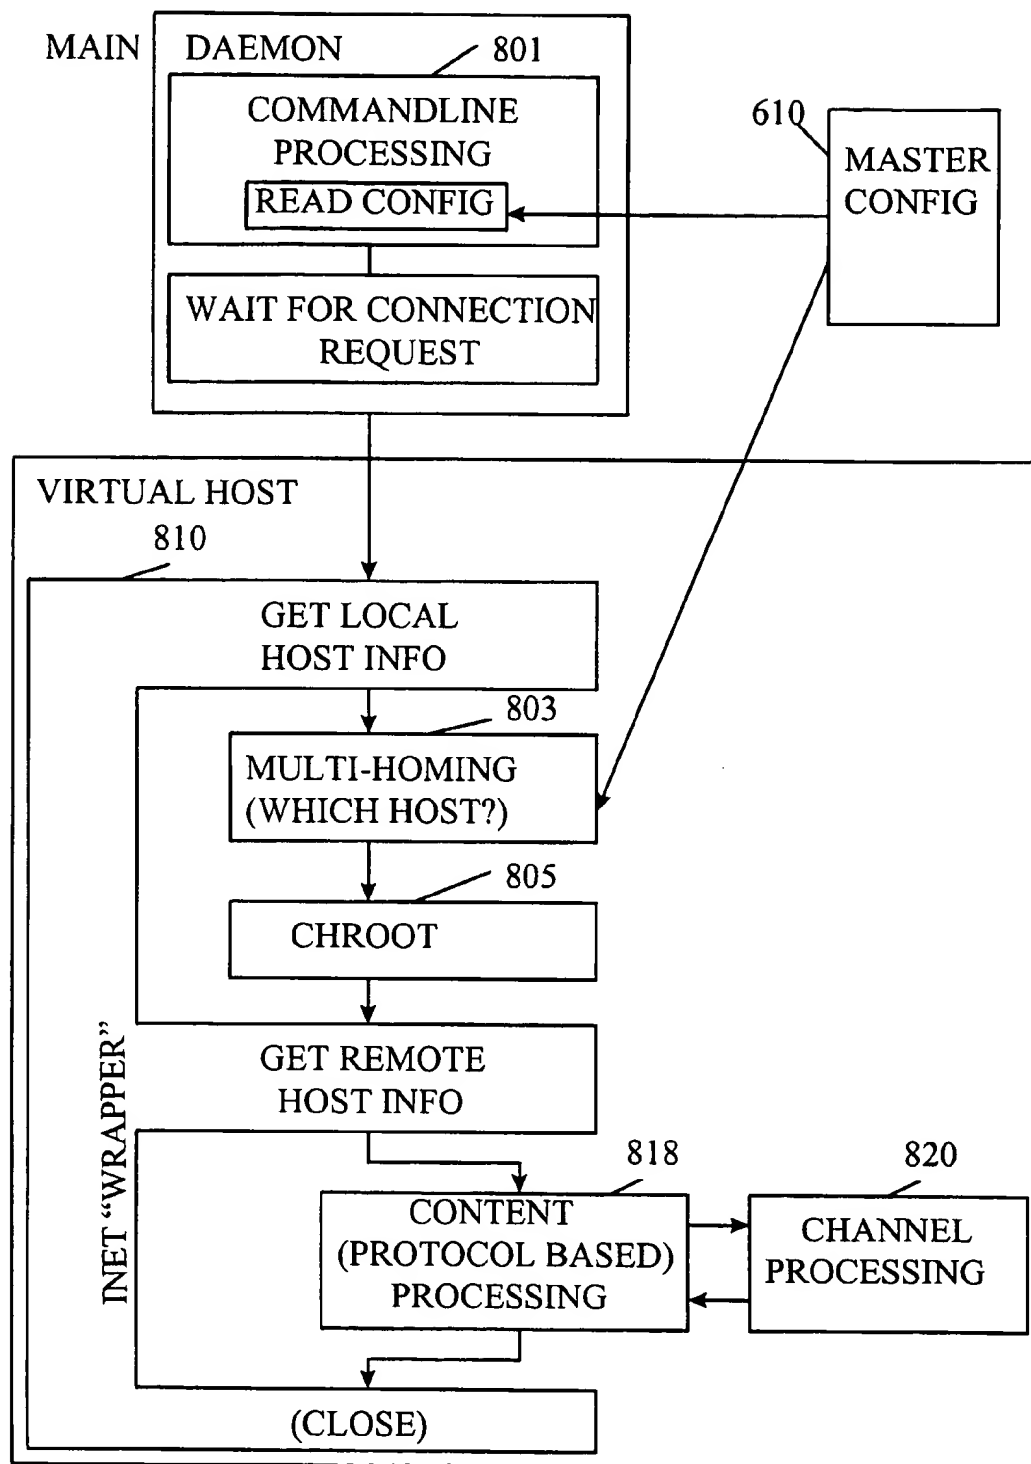 MAIN
DAEMON
801
COMMANDLINE
PROCESSING
READ CONFIG
610
MASTER
CONFIG
WAIT FOR CONNECTION
REQUEST
VIRTUAL HOST
810
GET LOCAL
HOST INFO
803
MULTI-HOMING
(WHICH HOST?)
805
CHROOT
INET “WRAPPER”
GET REMOTE
HOST INFO
818
CONTENT
(PROTOCOL BASED)
PROCESSING
820
CHANNEL
PROCESSING
(CLOSE)